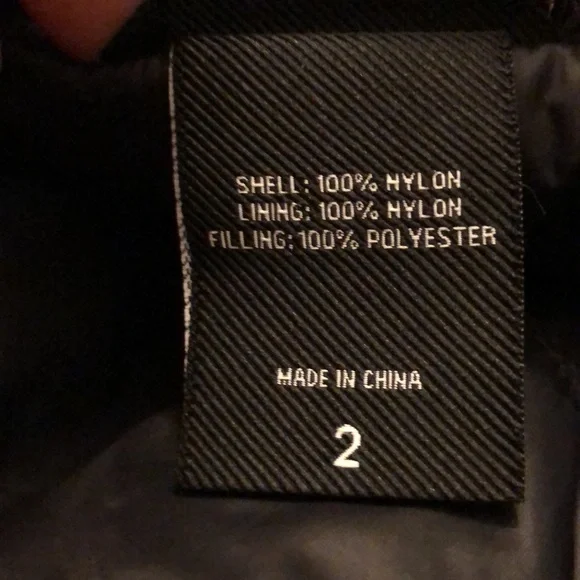 SHELL: 100% NYLON
LINING: 100% NYLON
FILLING: 100% POLYESTER
MADE IN CHINA
2